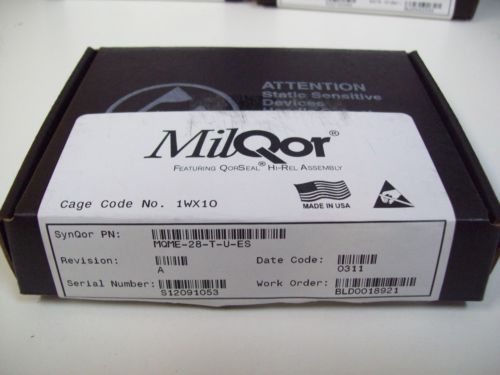 ATTENTION
Static Sensitive
Devices
MilQor®
FEATURING QORSEAL® HI-REL ASSEMBLY
Cage Code No. 1WX10
MADE IN USA
SynQor PN:
MQME-28-T-U-ES
Revision:
A
Date Code:
0311
Serial Number:
S12091053
Work Order:
BLD0018921